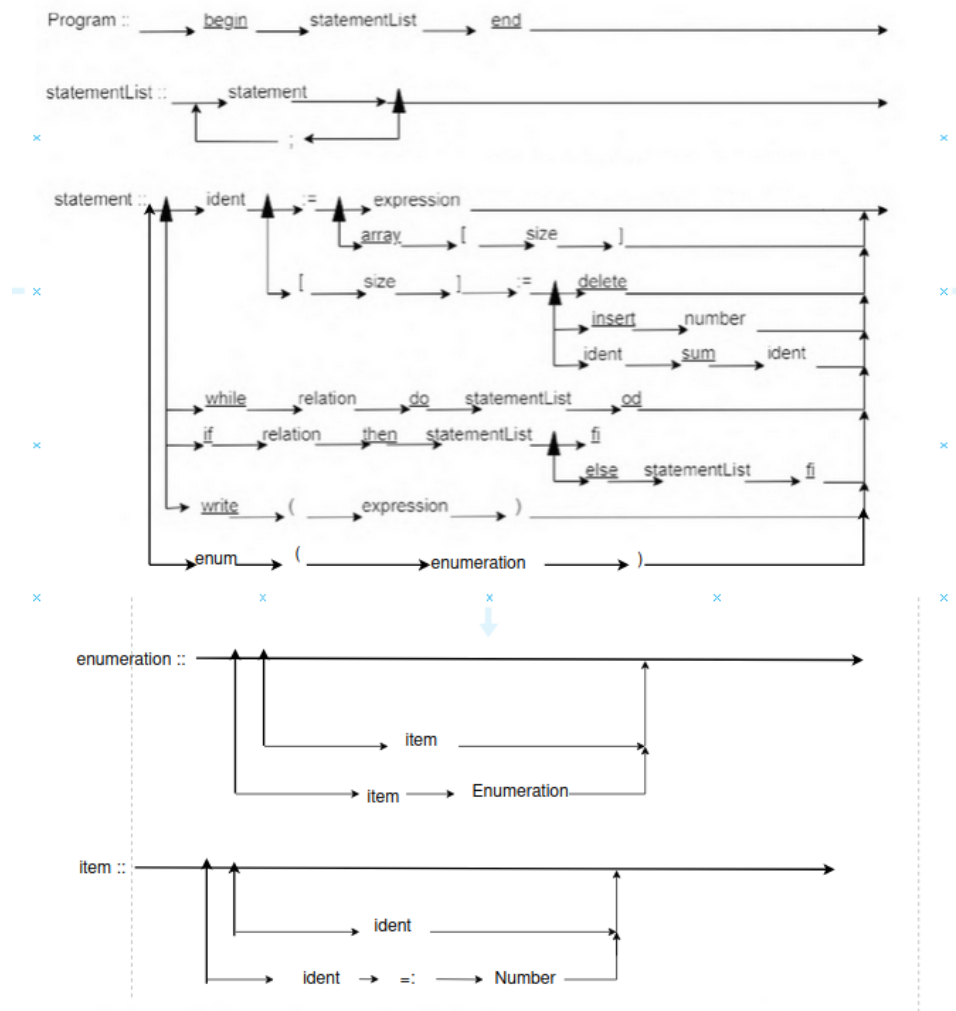 Program :: begin statementList end
statementList :: statement
;
statement :: ident := expression
array [ size ]
[ size ] := delete
insert number
ident sum ident
while relation do statementList od
if relation then statementList fi
else statementList fi
write ( expression )
enum ( enumeration )
enumeration ::
item
item Enumeration
item ::
ident
ident =: Number